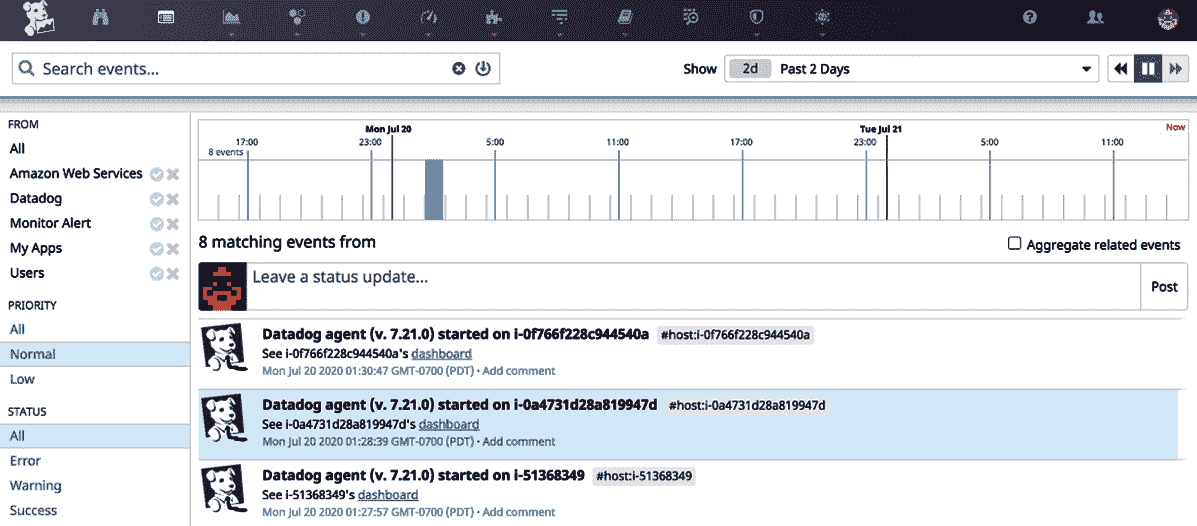 Search events...
Show 2d Past 2 Days
FROM
All
Amazon Web Services
Datadog
Monitor Alert
My Apps
Users
PRIORITY
All
Normal
Low
STATUS
All
Error
Warning
Success
Mon Jul 20 Tue Jul 21 Now
17:00 23:00 5:00 11:00 17:00 23:00 5:00 11:00
8 events
8 matching events from
Aggregate related events
Leave a status update... Post
Datadog agent (v. 7.21.0) started on i-0f766f228c944540a #host:i-0f766f228c944540a
See i-0f766f228c944540a's dashboard
Mon Jul 20 2020 01:30:47 GMT-0700 (PDT) · Add comment
Datadog agent (v. 7.21.0) started on i-0a4731d28a819947d #host:i-0a4731d28a819947d
See i-0a4731d28a819947d's dashboard
Mon Jul 20 2020 01:28:39 GMT-0700 (PDT) · Add comment
Datadog agent (v. 7.21.0) started on i-51368349 #host:i-51368349
See i-51368349's dashboard
Mon Jul 20 2020 01:27:57 GMT-0700 (PDT) · Add comment